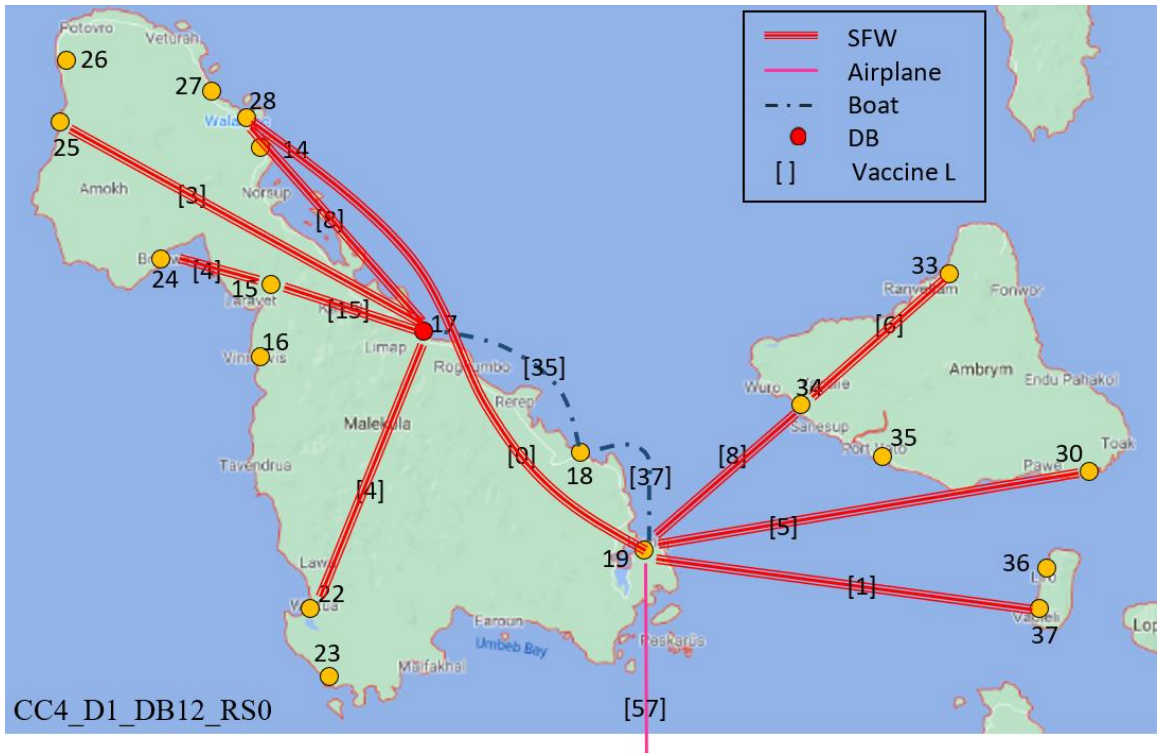 Potovro
Veturah
26
27
28
Wala
25
14
Amokh
Norsup
[3]
[8]
24
[4]
15
[15]
17
16
Limap
[35]
Rerep
Malekula
Tavendrua
[0]
18
[37]
[4]
19
22
23
Faroun
Malfakhal
Umbeb Bay
[57]
CC4_D1_DB12_RS0
SFW
Airplane
Boat
DB
[ ] Vaccine L
33
Fonwor
[6]
Wuro
34
Ambrym
Endu Pahakol
Sanesup
35
30
Toak
Pawe
[8]
[5]
36
[1]
37
Lop